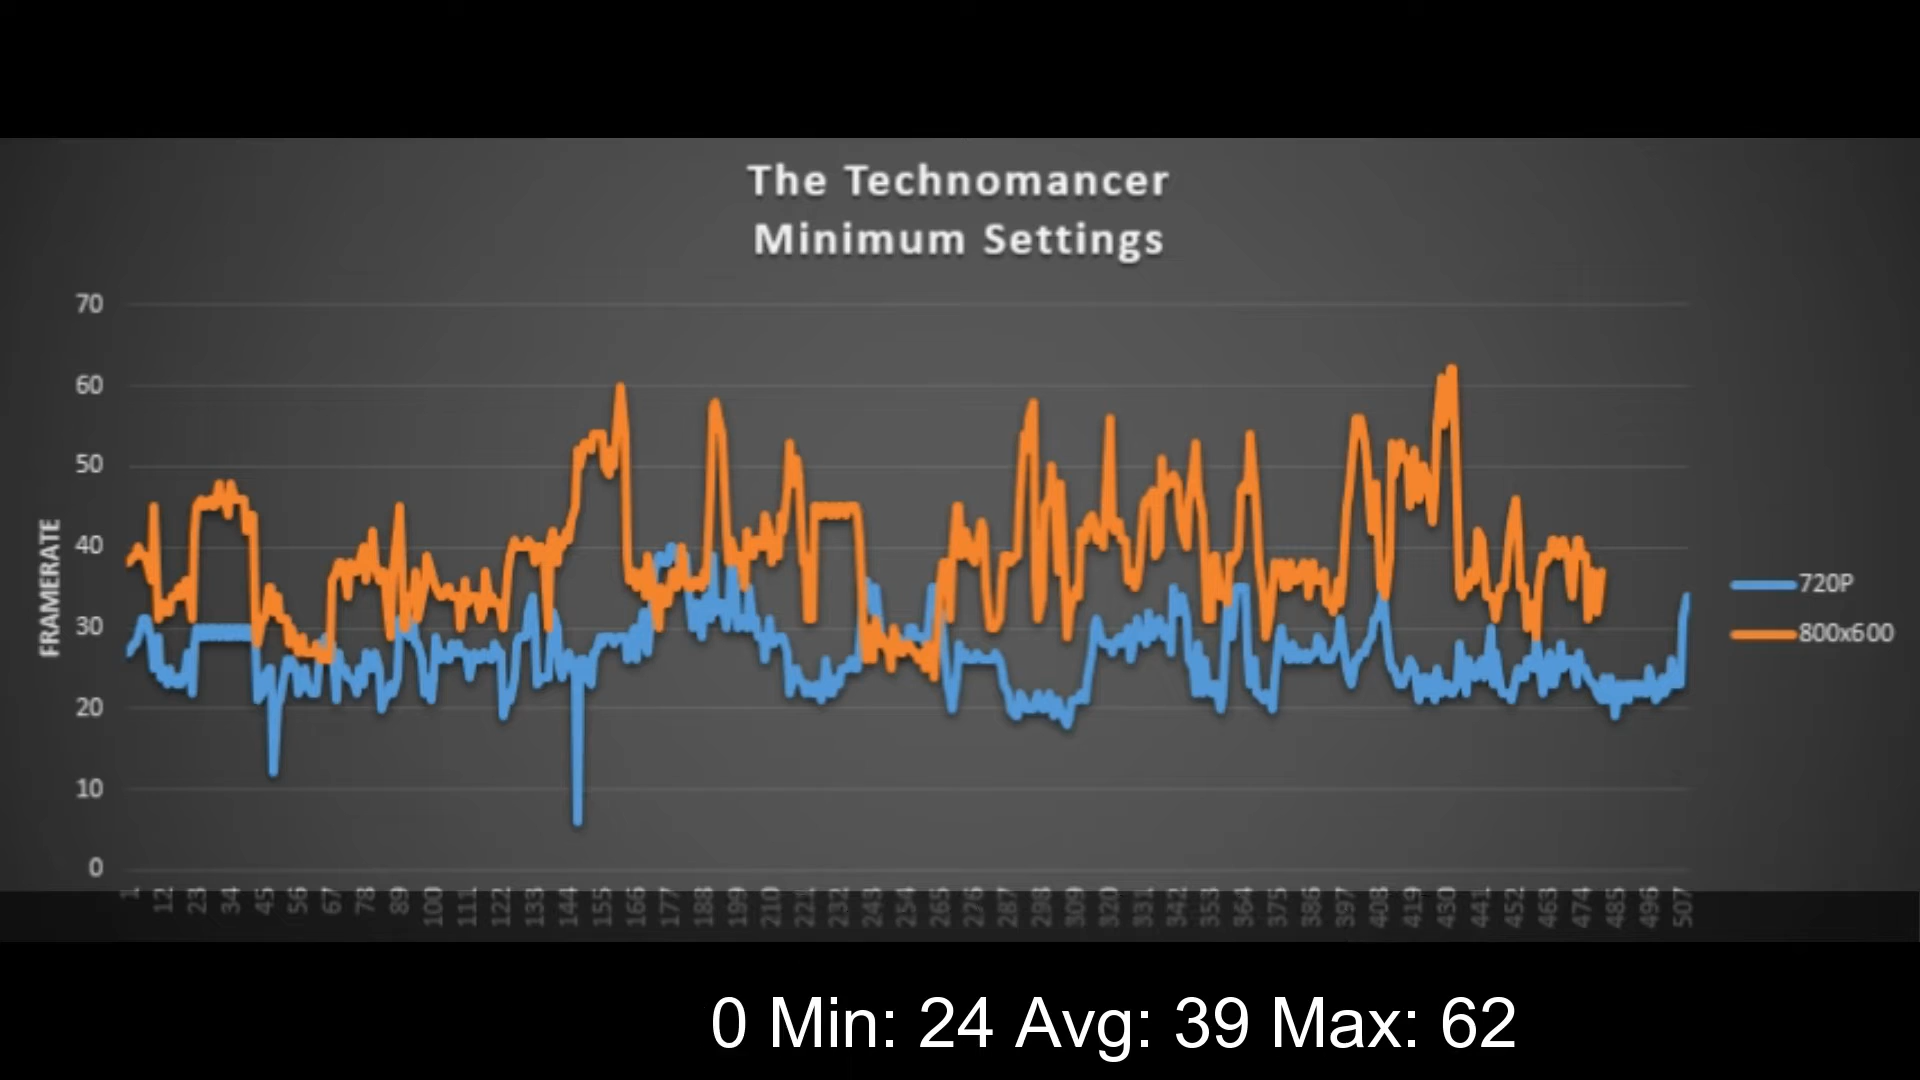 The Technomancer
Minimum Settings
70
60
50
40
30
20
10
0
FRAMERATE
1 12 23 34 45 56 67 78 89 100 111 122 133 144 155 166 177 188 199 210 221 232 243 254 265 276 287 298 309 320 331 342 353 364 375 386 397 408 419 430 441 452 463 474 485 496 507
720P
800x600
0 Min: 24 Avg: 39 Max: 62